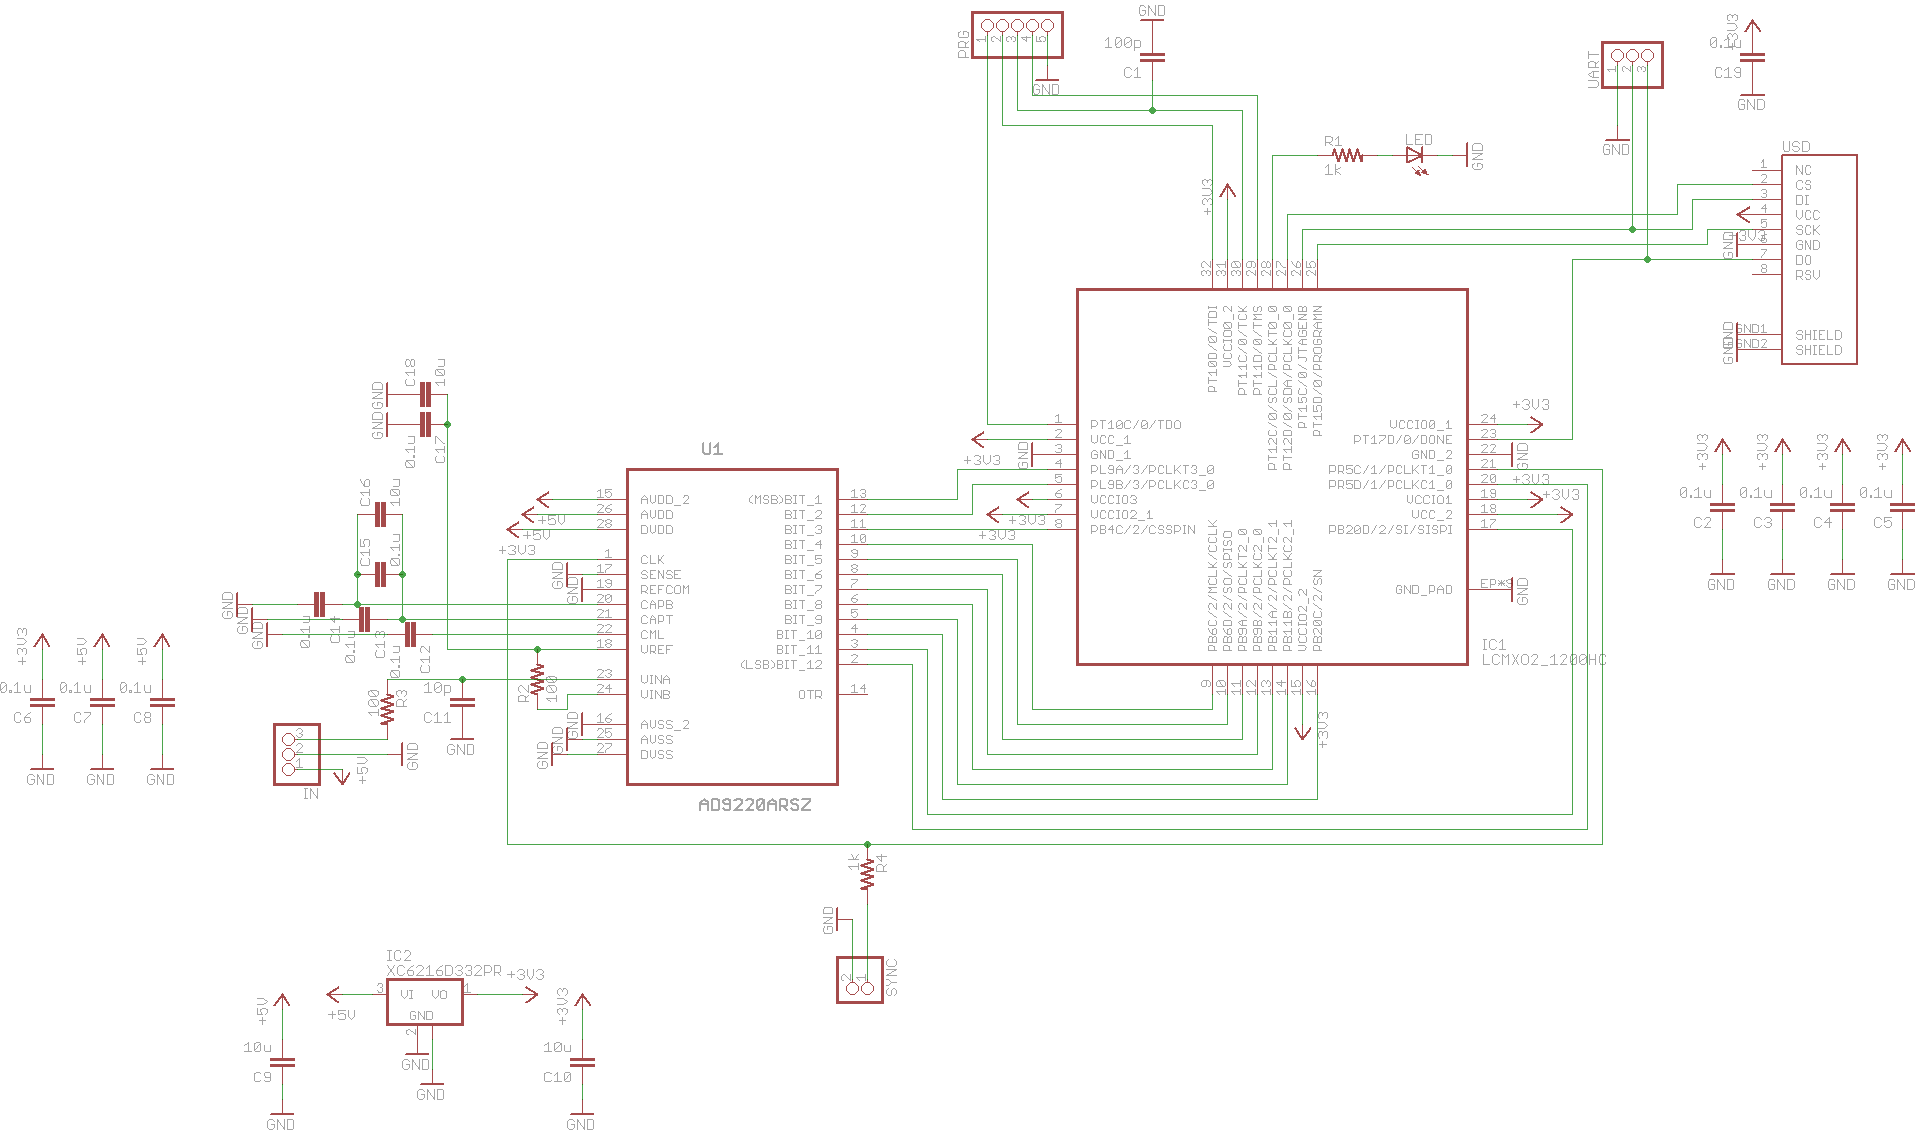 PRG
1
2
3
4
5
GND
GND
100p
C1
UART
1
2
3
GND
+3V3
0.1u
C19
GND
R1
1k
LED
GND
USD
1
NC
2
CS
3
DI
4
VCC
5
SCK
+3V3
6
GND
GND
7
DO
8
RSV
GND1
SHIELD
GND2
SHIELD
GND
GND
+3V3
32
31
30
29
28
27
26
25
PT10D/0/TDI
VCCIO0_2
PT11C/0/TCK
PT11D/0/TMS
PT12C/0/SCL/PCLKT0_0
PT12D/0/SDA/PCLKC0_0
PT15C/0/JTAGENB
PT15D/0/PROGRAMN
1
PT10C/0/TDO
2
VCC_1
+3V3
3
GND_1
GND
4
PL9A/3/PCLKT3_0
5
PL9B/3/PCLKC3_0
6
VCCIO3
+3V3
7
VCCIO2_1
+3V3
8
PB4C/2/CSSPIN
VCCIO0_1
24
+3V3
PT17D/0/DONE
23
GND_2
22
GND
PR5C/1/PCLKT1_0
21
PR5D/1/PCLKC1_0
20
+3V3
VCCIO1
19
+3V3
VCC_2
18
PB20D/2/SI/SISPI
17
GND_PAD
EP*S
GND
PB6C/2/MCLK/CCLK
PB6D/2/SO/SPISO
PB9A/2/PCLKT2_0
PB9B/2/PCLKC2_0
PB11A/2/PCLKT2_1
PB11B/2/PCLKC2_1
VCCIO2_2
PB20C/2/SN
9
10
11
12
13
14
15
16
+3V3
IC1
LCMXO2_1200HC
+3V3
0.1u
C2
GND
+3V3
0.1u
C3
GND
+3V3
0.1u
C4
GND
+3V3
0.1u
C5
GND
GND
C18
10u
GND
0.1u
C17
C16
10u
C15
0.1u
GND
0.1u
C14
GND
0.1u
C13
GND
0.1u
C12
U1
15
AVDD_2
26
AVDD
+5V
28
DVDD
+5V
+3V3
1
CLK
17
SENSE
GND
19
REFCOM
GND
20
CAPB
21
CAPT
22
CML
18
VREF
23
VINA
24
VINB
16
AVSS_2
GND
25
AVSS
GND
27
DVSS
GND
(MSB)BIT_1
13
BIT_2
12
BIT_3
11
BIT_4
10
BIT_5
9
BIT_6
8
BIT_7
7
BIT_8
6
BIT_9
5
BIT_10
4
BIT_11
3
(LSB)BIT_12
2
OTR
14
AD9220ARSZ
R2
100
100
R3
10p
C11
GND
3
2
1
IN
GND
+5V
+3V3
0.1u
C6
GND
+5V
0.1u
C7
GND
+5V
0.1u
C8
GND
1k
R4
GND
2
1
SYNC
IC2
XC6216D332PR
+3V3
3
VI
VO
1
+5V
GND
2
GND
GND
+5V
10u
C9
GND
+3V3
10u
C10
GND